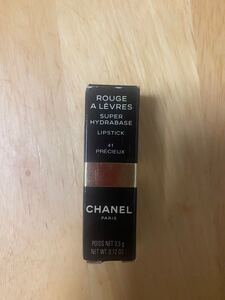 ROUGE
A LÈVRES
SUPER
HYDRABASE
LIPSTICK
41
PRÉCIEUX
CHANEL
PARIS
POIDS NET 3,5 g
NET WT. 0.12 OZ.